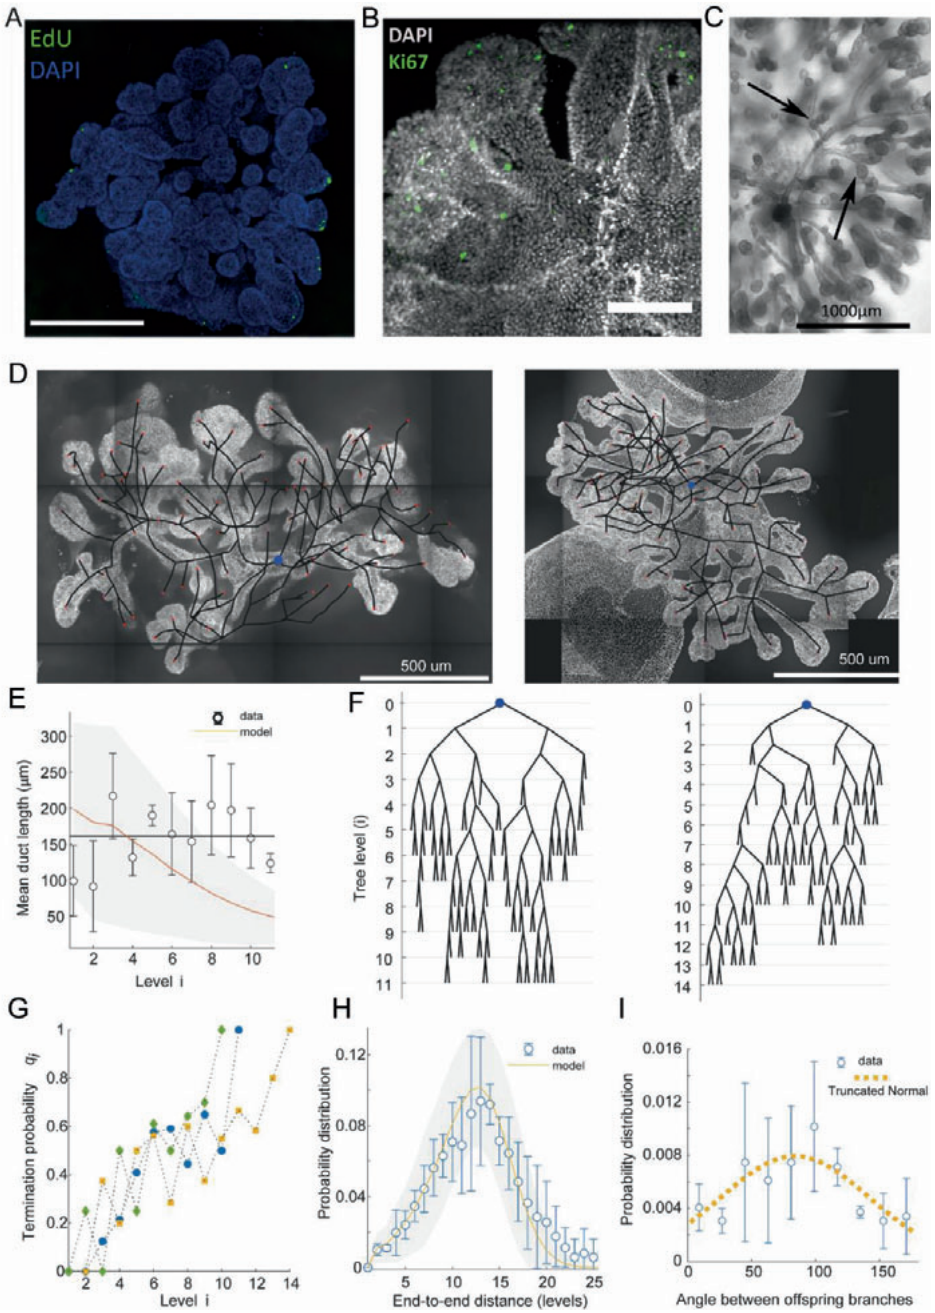 A
EdU
DAPI
B
DAPI
Ki67
C
1000µm
D
500 um
500 um
E
data
model
Mean duct length (µm)
300
250
200
150
100
50
2
4
6
8
10
Level i
F
Tree level (i)
0
1
2
3
4
5
6
7
8
9
10
11
0
1
2
3
4
5
6
7
8
9
10
11
12
13
14
G
Termination probability qi
1
0.8
0.6
0.4
0.2
0
2
4
6
8
10
12
14
Level i
H
data
model
Probability distribution
0.12
0.08
0.04
0
5
10
15
20
25
End-to-end distance (levels)
I
data
Truncated Normal
Probability distribution
0.016
0.012
0.008
0.004
0
0
50
100
150
Angle between offspring branches